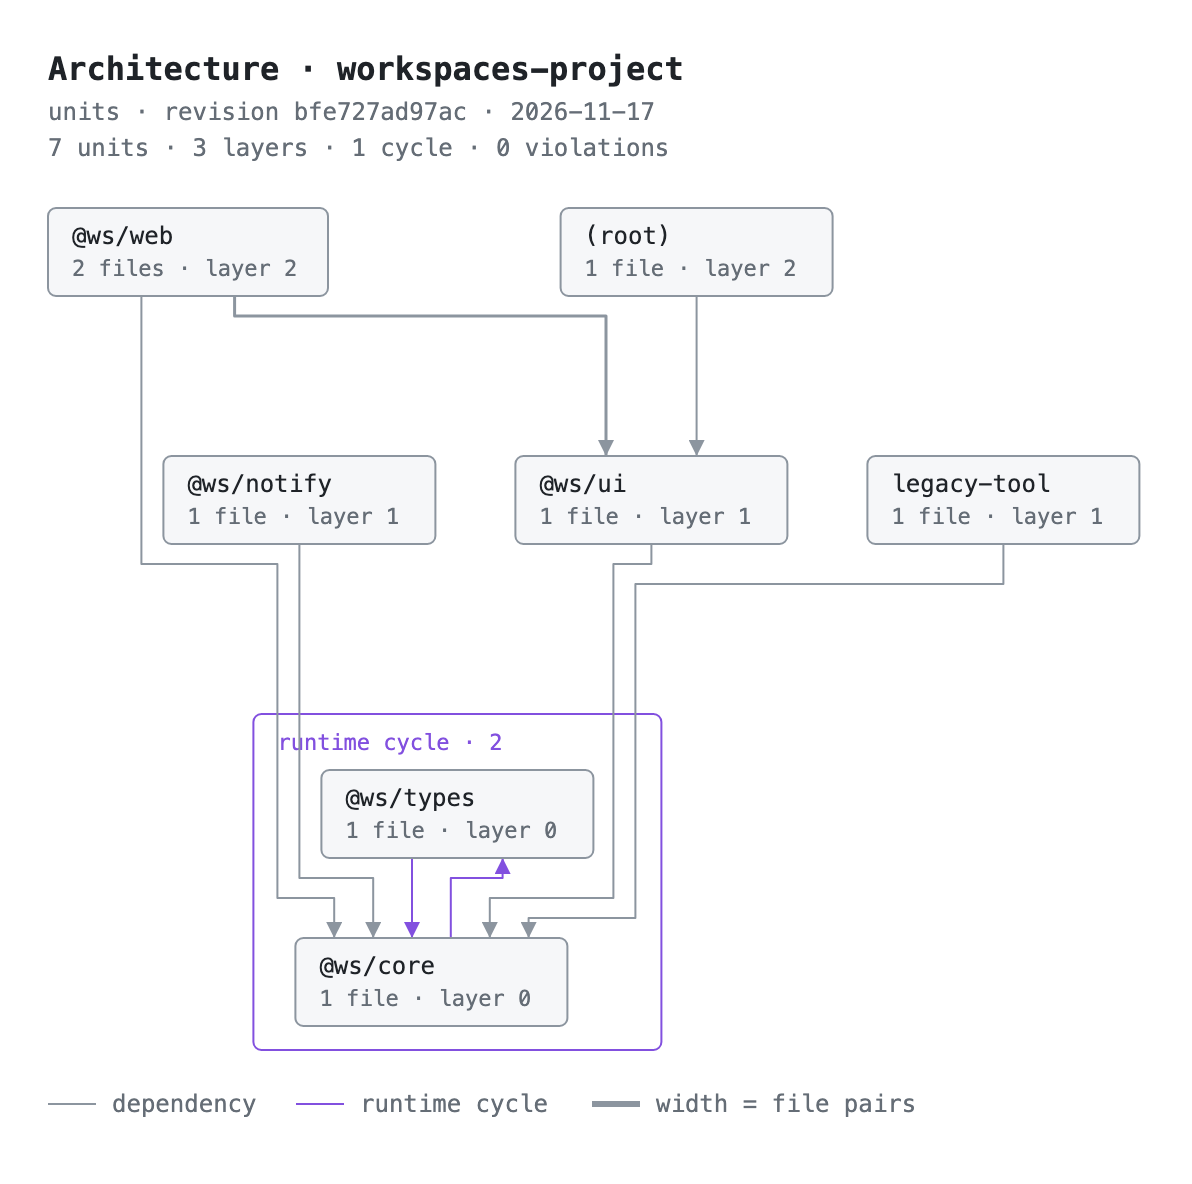 Architecture · workspaces-project
units · revision bfe727ad97ac · 2026-11-17
7 units · 3 layers · 1 cycle · 0 violations
@ws/web
2 files · layer 2
(root)
1 file · layer 2
@ws/notify
1 file · layer 1
@ws/ui
1 file · layer 1
legacy-tool
1 file · layer 1
runtime cycle · 2
@ws/types
1 file · layer 0
@ws/core
1 file · layer 0
dependency
runtime cycle
width = file pairs